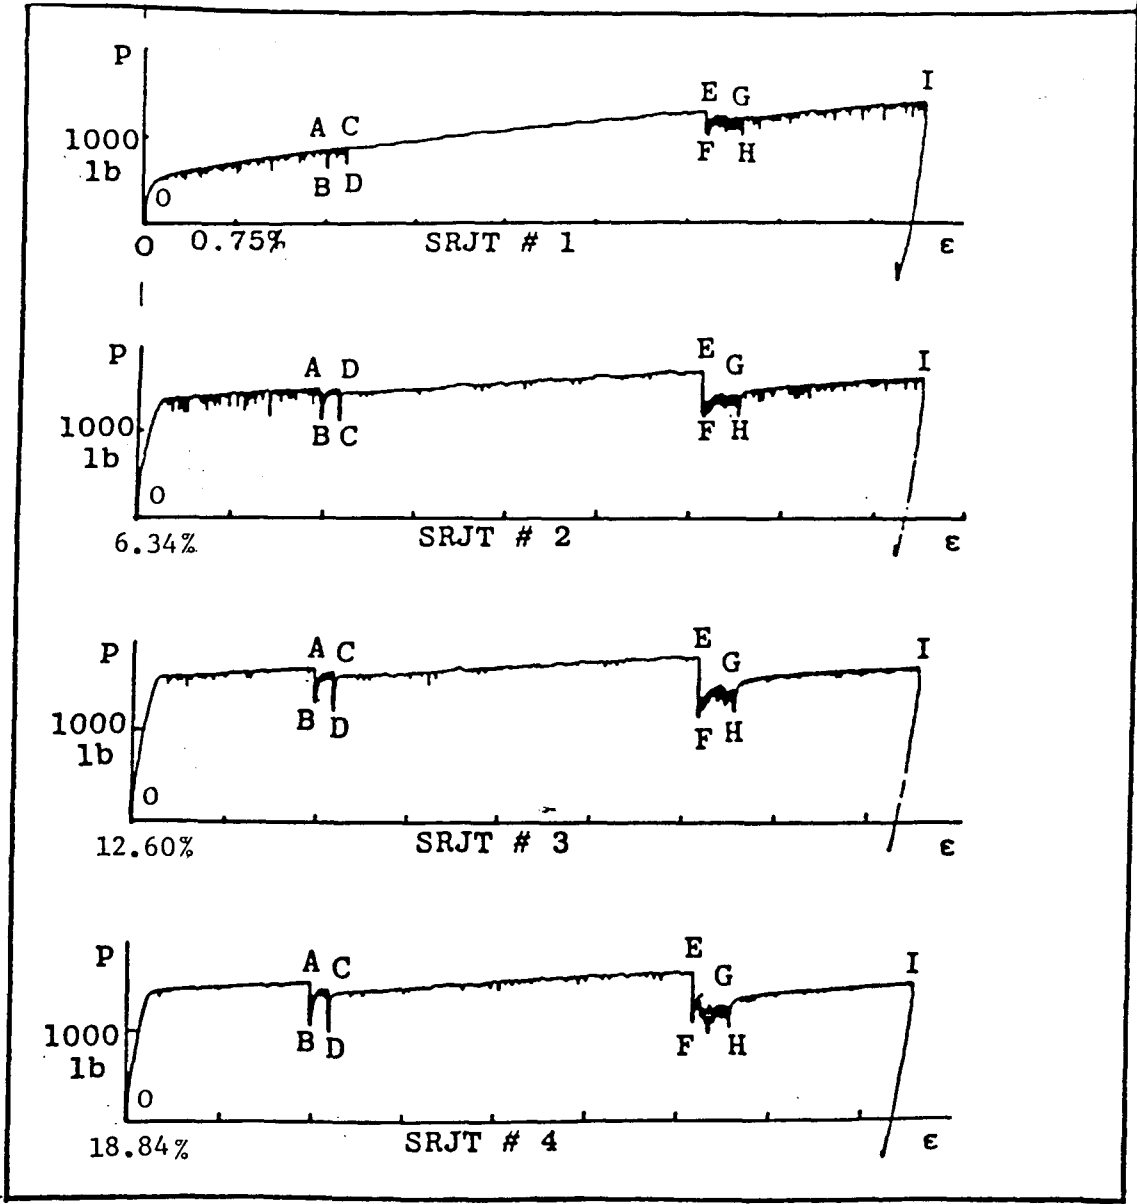 P
E G I
1000 A C
lb F H
B D
O
O 0.75% SRJT # 1 ε
P A D E G I
1000 B C F H
lb
O
6.34% SRJT # 2 ε
P A C E G I
1000 B D F H
lb
O
12.60% SRJT # 3 ε
P A C E G I
1000 B D F H
lb
O
18.84% SRJT # 4 ε